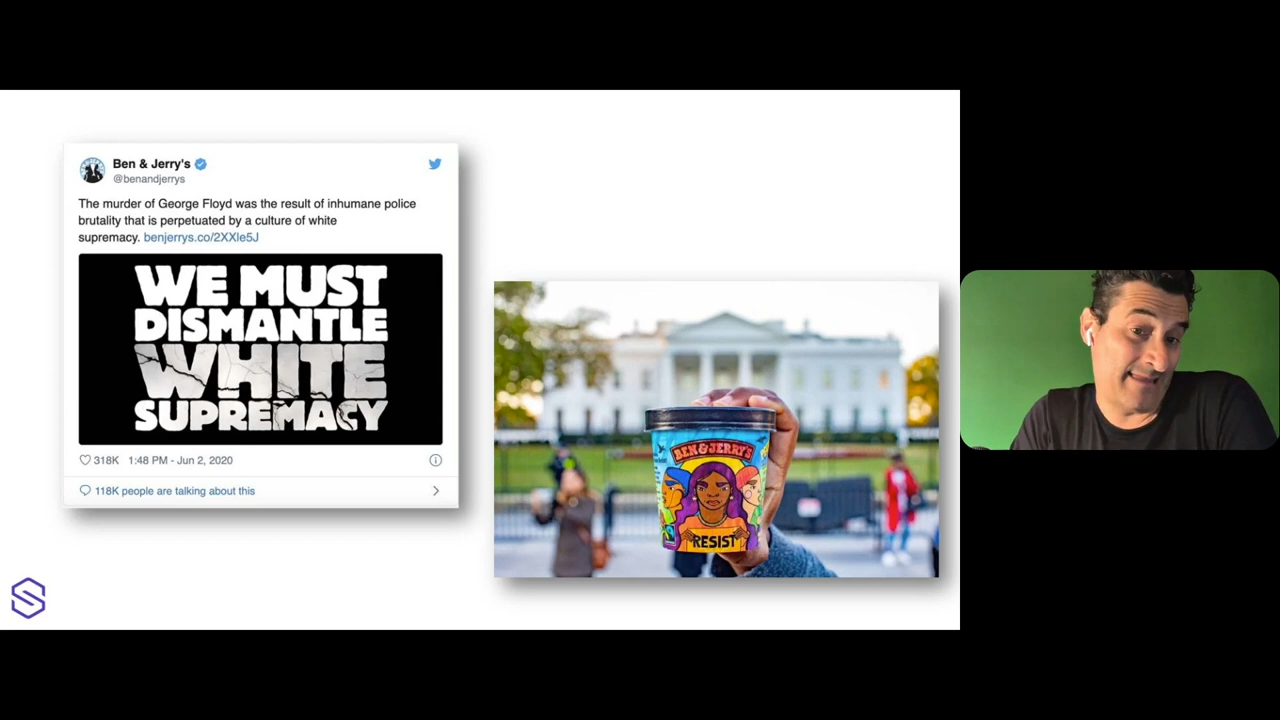 Ben & Jerry's
@benandjerrys
The murder of George Floyd was the result of inhumane police
brutality that is perpetuated by a culture of white
supremacy. benjerrys.co/2XXle5J
WE MUST
DISMANTLE
WHITE
SUPREMACY
318K 1:48 PM - Jun 2, 2020
118K people are talking about this
BEN & JERRY'S
RESIST